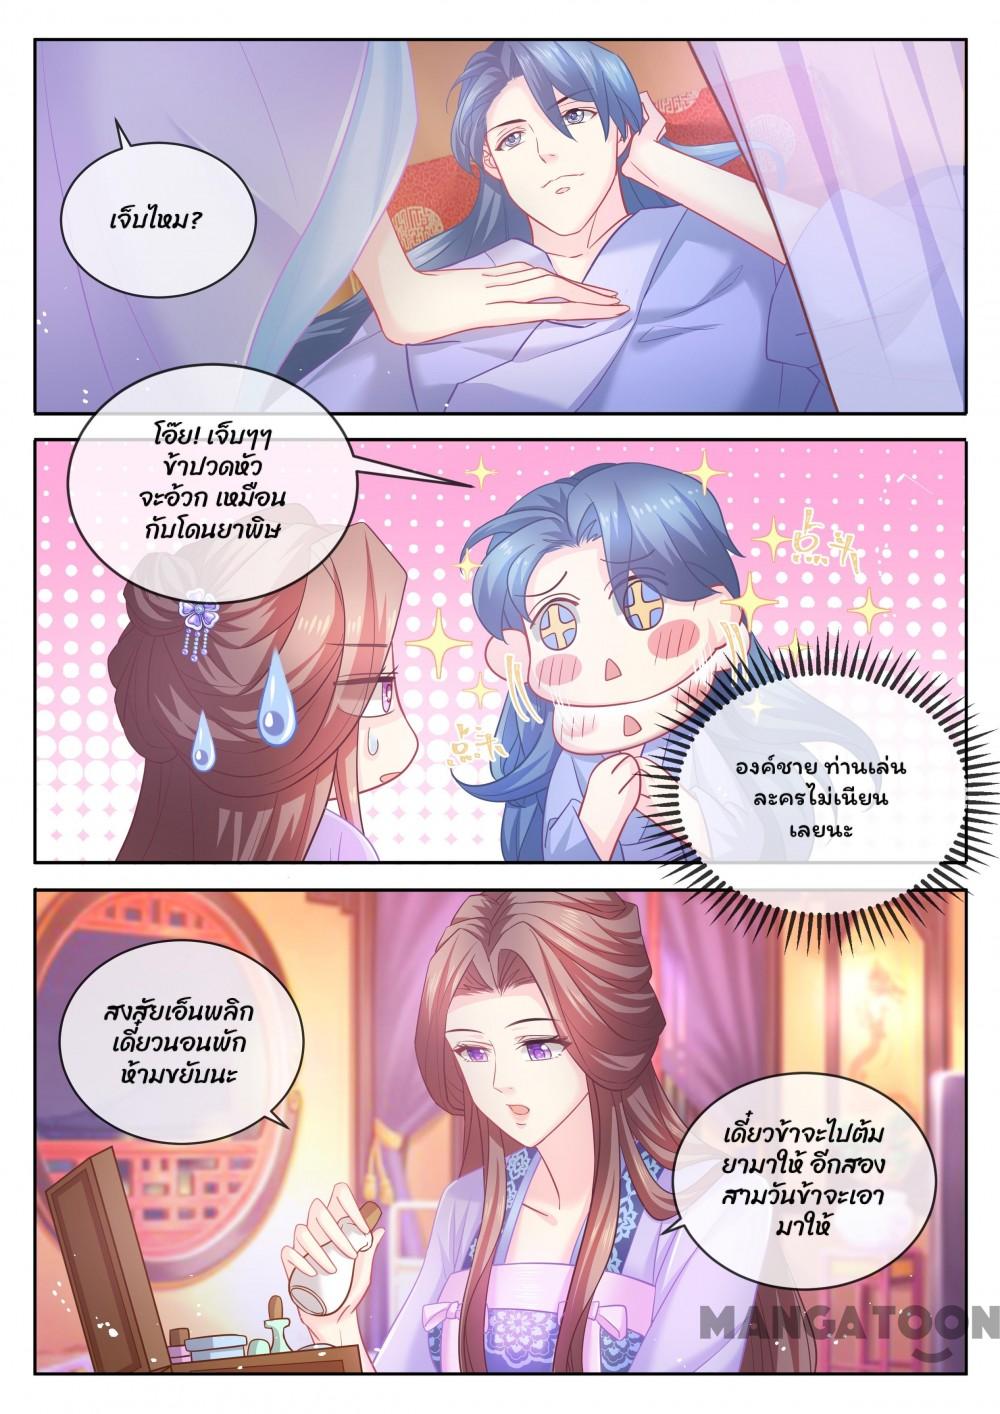 เจ็บไหม?
โอ๊ย! เจ็บๆๆ
ข้าปวดหัว
จะอ้วก เหมือน
กับโดนยาพิษ
点头
点头
องค์ชาย ท่านเล่น
ละครไม่เนียน
เลยนะ
สงสัยเอ็นพลิก
เดี๋ยวนอนพัก
ห้ามขยับนะ
เดี๋ยวข้าจะไปต้ม
ยามาให้ อีกสอง
สามวันข้าจะเอา
มาให้
MANGATOON